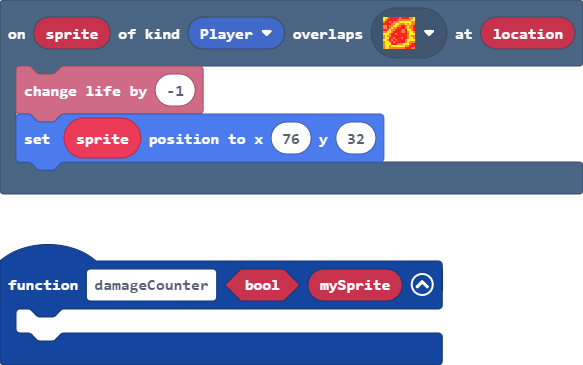 on sprite of kind Player overlaps at location
change life by -1
set sprite position to x 76 y 32
function damageCounter bool mySprite